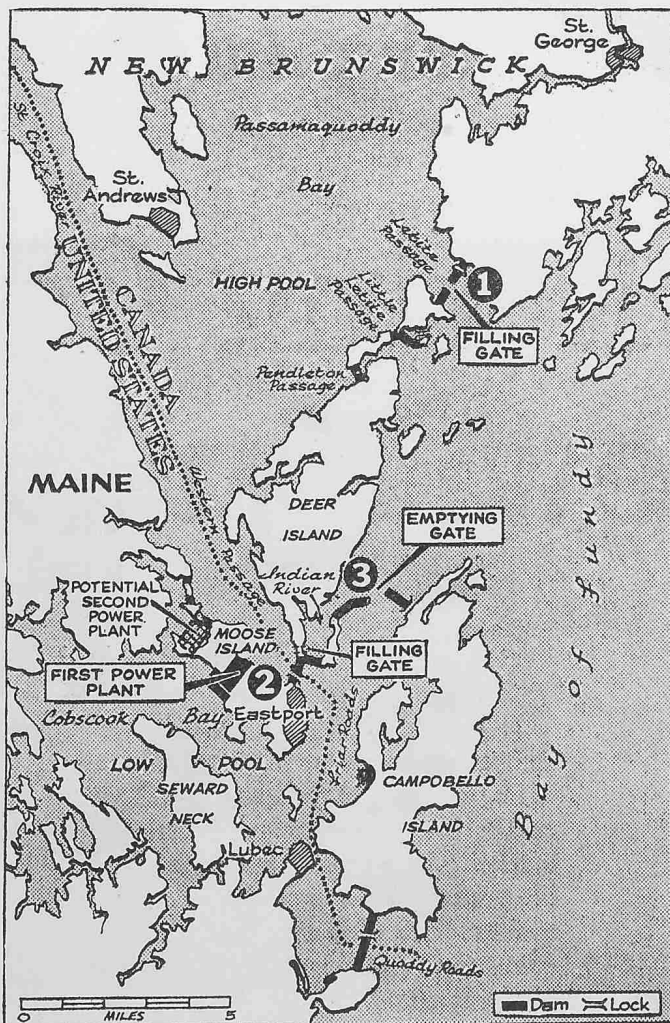 St.
George
NEW BRUNSWICK
Passamaquoddy
Bay
St. Croix River
St.
Andrews
Letite
Passage
CANADA
UNITED STATES
HIGH POOL
Little
Letite
Passage
1
FILLING
GATE
Pendleton
Passage
MAINE
Western
Passage
DEER
ISLAND
EMPTYING
GATE
Indian
River
3
POTENTIAL
SECOND
POWER
PLANT
MOOSE
ISLAND
FILLING
GATE
FIRST POWER
PLANT
2
Cobscook Bay
Eastport
Friar Roads
LOW POOL
SEWARD
NECK
CAMPOBELLO
ISLAND
Bay of Fundy
Lubec
Quoddy Roads
0 MILES 5
Dam Lock